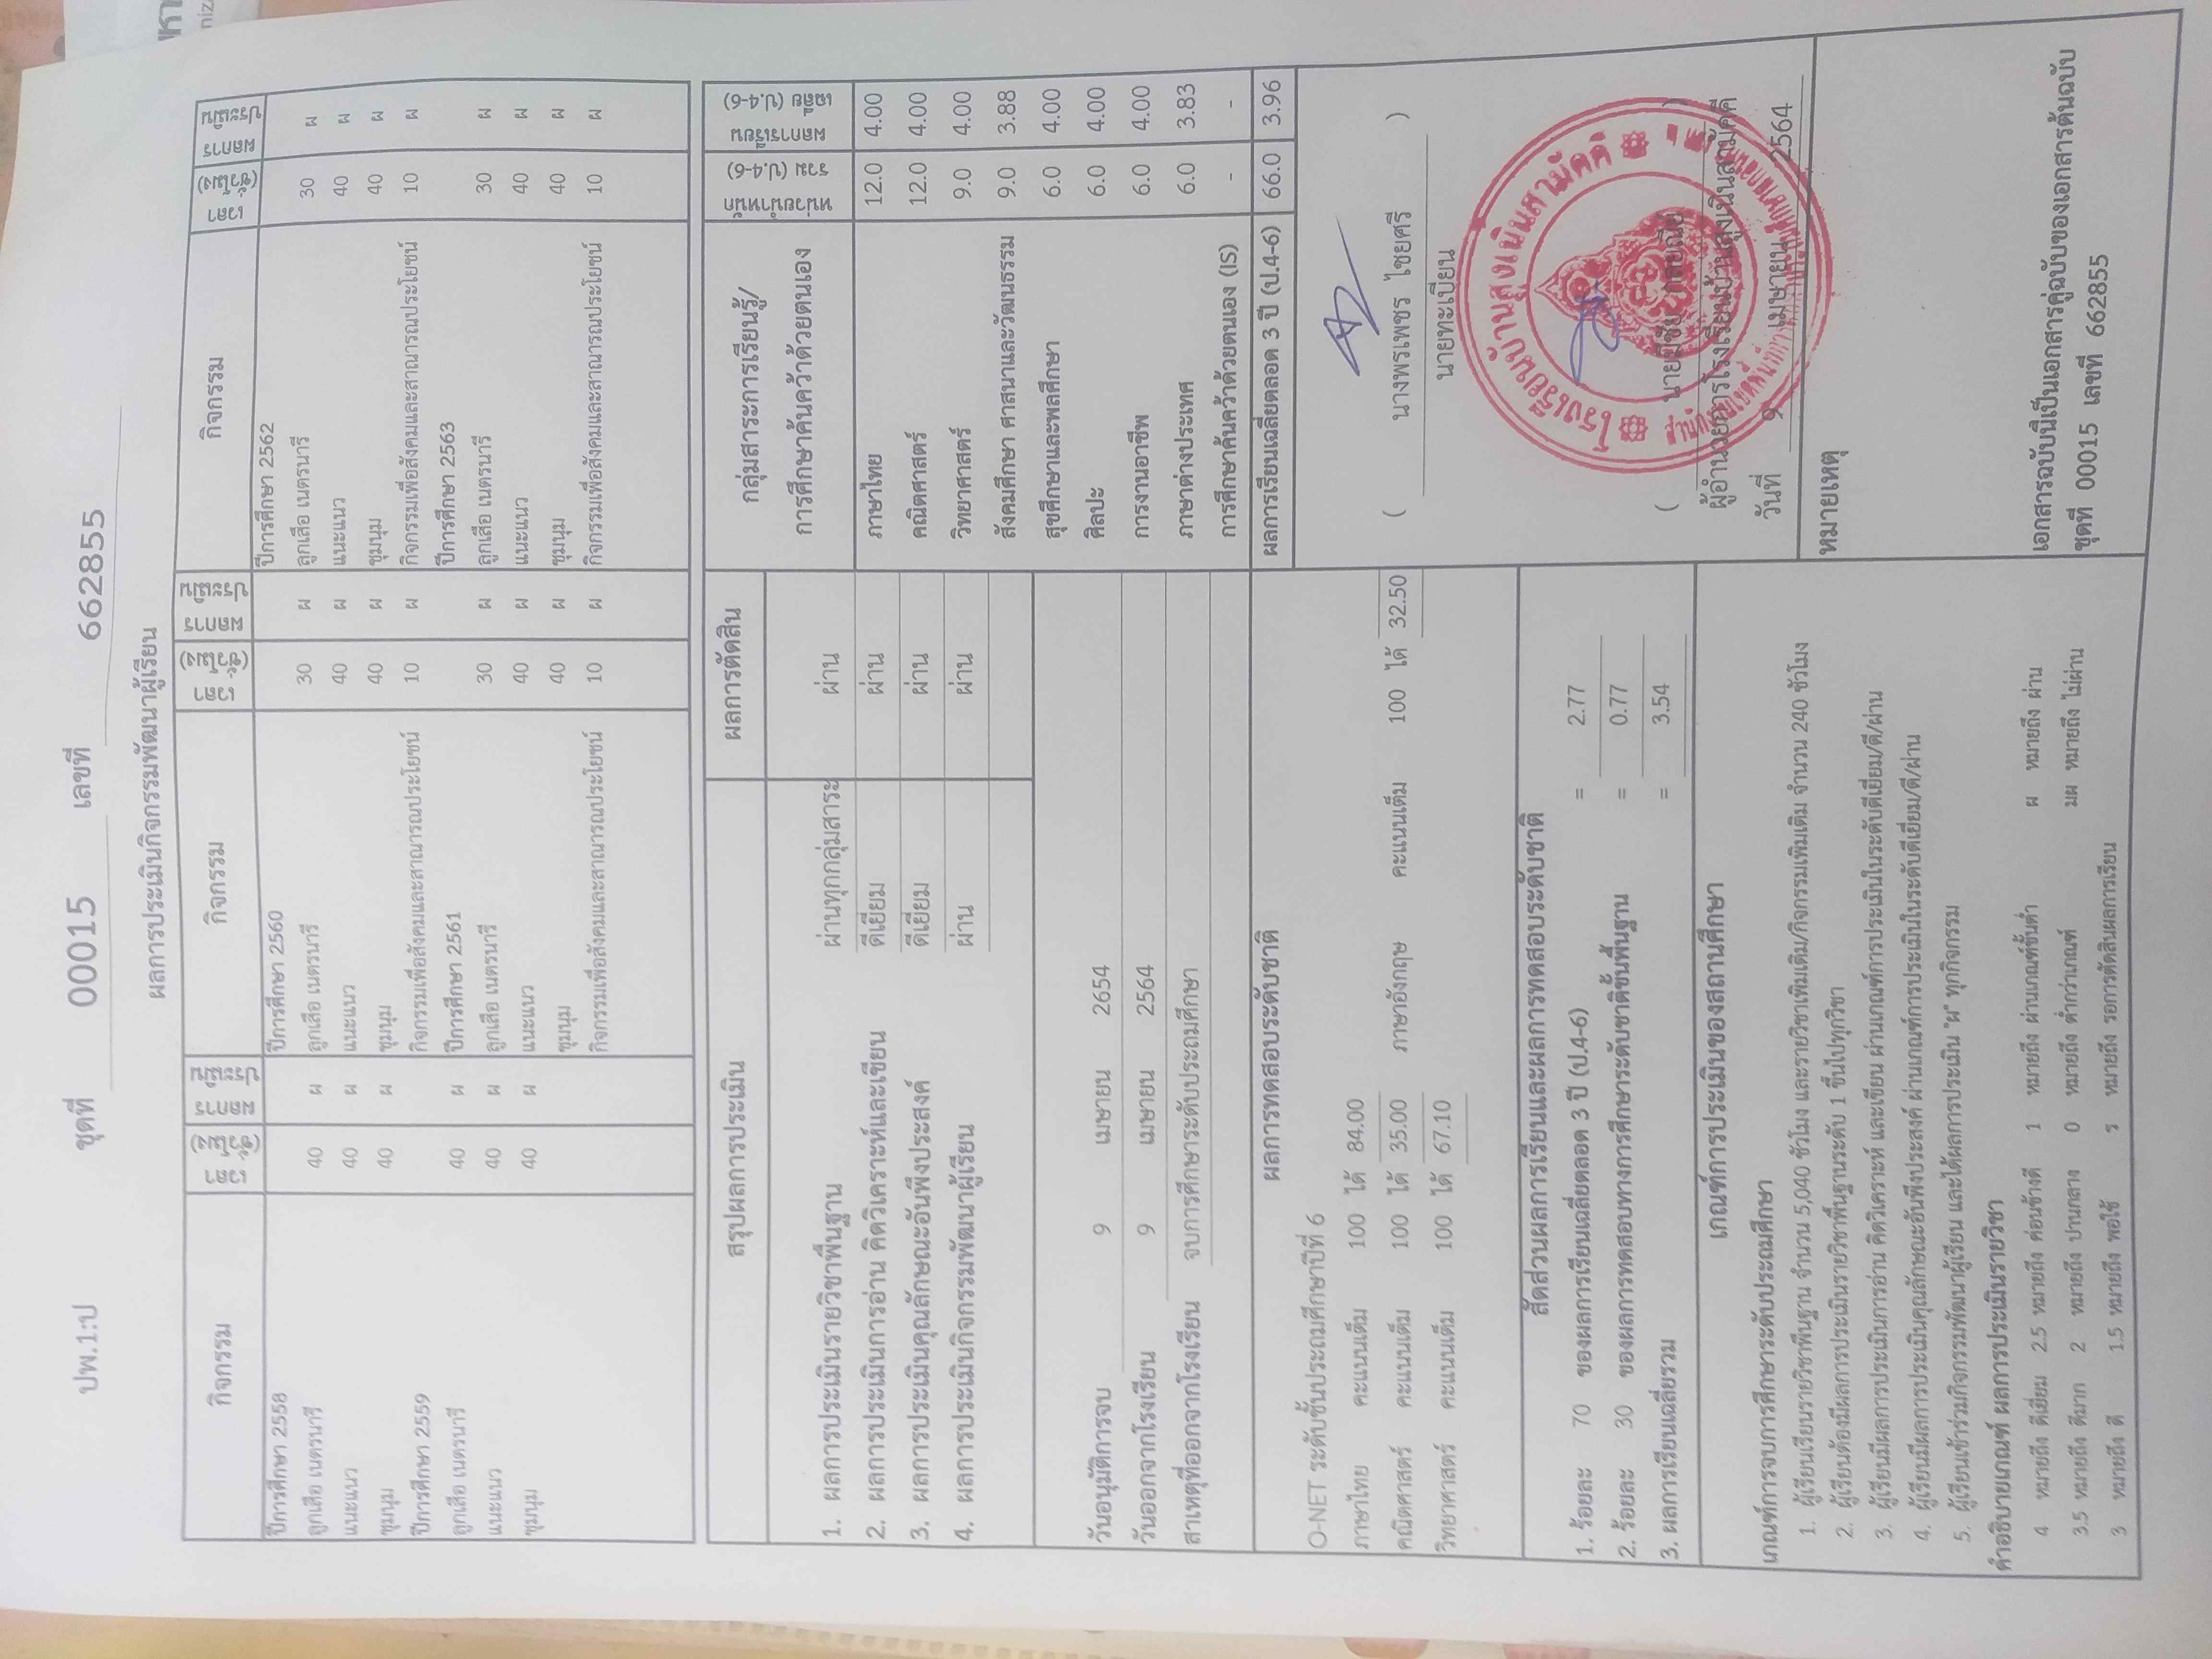 ปพ.1:ป ชุดที่ 00015 เลขที่ 662855
ผลการประเมินกิจกรรมพัฒนาผู้เรียน
กิจกรรม เวลา (ชั่วโมง) ผลการประเมิน กิจกรรม เวลา (ชั่วโมง) ผลการประเมิน กิจกรรม เวลา (ชั่วโมง) ผลการประเมิน
ปีการศึกษา 2558 ปีการศึกษา 2560 ปีการศึกษา 2562
ลูกเสือ เนตรนารี 40 ผ ลูกเสือ เนตรนารี 30 ผ ลูกเสือ เนตรนารี 30 ผ
แนะแนว 40 ผ แนะแนว 40 ผ แนะแนว 40 ผ
ชุมนุม 40 ผ ชุมนุม 40 ผ ชุมนุม 40 ผ
ปีการศึกษา 2559 กิจกรรมเพื่อสังคมและสาณารณประโยชน์ 10 ผ กิจกรรมเพื่อสังคมและสาณารณประโยชน์ 10 ผ
ลูกเสือ เนตรนารี 40 ผ ปีการศึกษา 2561 ปีการศึกษา 2563
แนะแนว 40 ผ ลูกเสือ เนตรนารี 30 ผ ลูกเสือ เนตรนารี 30 ผ
ชุมนุม 40 ผ แนะแนว 40 ผ แนะแนว 40 ผ
ชุมนุม 40 ผ ชุมนุม 40 ผ
กิจกรรมเพื่อสังคมและสาณารณประโยชน์ 10 ผ กิจกรรมเพื่อสังคมและสาณารณประโยชน์ 10 ผ
สรุปผลการประเมิน ผลการตัดสิน
1. ผลการประเมินรายวิชาพื้นฐาน ผ่านทุกกลุ่มสาระ ผ่าน
2. ผลการประเมินการอ่าน คิดวิเคราะห์และเขียน ดีเยี่ยม ผ่าน
3. ผลการประเมินคุณลักษณะอันพึงประสงค์ ดีเยี่ยม ผ่าน
4. ผลการประเมินกิจกรรมพัฒนาผู้เรียน ผ่าน ผ่าน
วันอนุมัติการจบ 9 เมษายน 2654
วันออกจากโรงเรียน 9 เมษายน 2564
สาเหตุที่ออกจากโรงเรียน จบการศึกษาระดับประถมศึกษา
ผลการทดสอบระดับชาติ
O-NET ระดับชั้นประถมศึกษาปีที่ 6
ภาษาไทย คะแนนเต็ม 100 ได้ 84.00
คณิตศาสตร์ คะแนนเต็ม 100 ได้ 35.00 ภาษาอังกฤษ คะแนนเต็ม 100 ได้ 32.50
วิทยาศาสตร์ คะแนนเต็ม 100 ได้ 67.10
สัดส่วนผลการเรียนและผลการทดสอบระดับชาติ
1. ร้อยละ 70 ของผลการเรียนเฉลี่ยตลอด 3 ปี (ป.4-6) = 2.77
2. ร้อยละ 30 ของผลการทดสอบทางการศึกษาระดับชาติขั้นพื้นฐาน = 0.77
3. ผลการเรียนเฉลี่ยรวม = 3.54
เกณฑ์การประเมินของสถานศึกษา
เกณฑ์การจบการศึกษาระดับประถมศึกษา
1. ผู้เรียนเรียนรายวิชาพื้นฐาน จำนวน 5,040 ชั่วโมง และรายวิชาเพิ่มเติม/กิจกรรมเพิ่มเติม จำนวน 240 ชั่วโมง
2. ผู้เรียนต้องมีผลการประเมินรายวิชาพื้นฐานระดับ 1 ขึ้นไปทุกวิชา
3. ผู้เรียนมีผลการประเมินการอ่าน คิดวิเคราะห์ และเขียน ผ่านเกณฑ์การประเมินในระดับดีเยี่ยม/ดี/ผ่าน
4. ผู้เรียนมีผลการประเมินคุณลักษณะอันพึงประสงค์ ผ่านเกณฑ์การประเมินในระดับดีเยี่ยม/ดี/ผ่าน
5. ผู้เรียนเข้าร่วมกิจกรรมพัฒนาผู้เรียน และได้ผลการประเมิน "ผ" ทุกกิจกรรม
คำอธิบายเกณฑ์ ผลการประเมินรายวิชา
4 หมายถึง ดีเยี่ยม 2.5 หมายถึง ค่อนข้างดี 1 หมายถึง ผ่านเกณฑ์ขั้นต่ำ ผ หมายถึง ผ่าน
3.5 หมายถึง ดีมาก 2 หมายถึง ปานกลาง 0 หมายถึง ต่ำกว่าเกณฑ์ มผ หมายถึง ไม่ผ่าน
3 หมายถึง ดี 1.5 หมายถึง พอใช้ ร หมายถึง รอการตัดสินผลการเรียน
กลุ่มสาระการเรียนรู้/ การศึกษาค้นคว้าด้วยตนเอง หน่วยน้ำหนัก รวม (ป.4-6) ผลการเรียน เฉลี่ย (ป.4-6)
ภาษาไทย 12.0 4.00
คณิตศาสตร์ 12.0 4.00
วิทยาศาสตร์ 9.0 4.00
สังคมศึกษา ศาสนาและวัฒนธรรม 9.0 3.88
สุขศึกษาและพลศึกษา 6.0 4.00
ศิลปะ 6.0 4.00
การงานอาชีพ 6.0 4.00
ภาษาต่างประเทศ 6.0 3.83
การศึกษาค้นคว้าด้วยตนเอง (IS) - -
ผลการเรียนเฉลี่ยตลอด 3 ปี (ป.4-6) 66.0 3.96
( นางพรเพชร ไชยศรี )
นายทะเบียน
โรงเรียนบ้านสูงเนินสามัคคี
( นายมีชัย )
ผู้อำนวยการโรงเรียนบ้านสูงเนินสามัคคี
วันที่ 9 เมษายน 2564
หมายเหตุ
เอกสารฉบับนี้เป็นเอกสารคู่ฉบับของเอกสารต้นฉบับ
ชุดที่ 00015 เลขที่ 662855